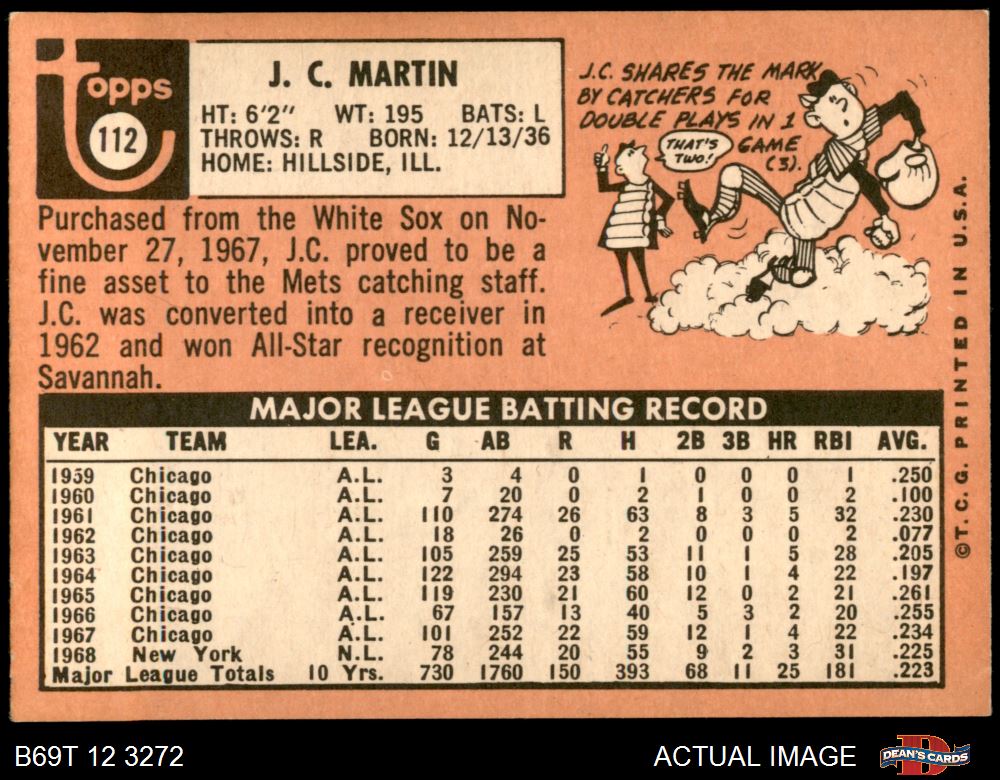 Topps
112
J. C. MARTIN
HT: 6'2" WT: 195 BATS: L
THROWS: R BORN: 12/13/36
HOME: HILLSIDE, ILL.
J.C. SHARES THE MARK
BY CATCHERS FOR
DOUBLE PLAYS IN 1
GAME
(3).
THAT'S
TWO!
Purchased from the White Sox on No-
vember 27, 1967, J.C. proved to be a
fine asset to the Mets catching staff.
J.C. was converted into a receiver in
1962 and won All-Star recognition at
Savannah.
MAJOR LEAGUE BATTING RECORD
YEAR TEAM LEA. G AB R H 2B 3B HR RBI AVG.
1959 Chicago A.L. 3 4 0 1 0 0 0 1 .250
1960 Chicago A.L. 7 20 0 2 1 0 0 2 .100
1961 Chicago A.L. 110 274 26 63 8 3 5 32 .230
1962 Chicago A.L. 18 26 0 2 0 0 0 2 .077
1963 Chicago A.L. 105 259 25 53 11 1 5 28 .205
1964 Chicago A.L. 122 294 23 58 10 1 4 22 .197
1965 Chicago A.L. 119 230 21 60 12 0 2 21 .261
1966 Chicago A.L. 67 157 13 40 5 3 2 20 .255
1967 Chicago A.L. 101 252 22 59 12 1 4 22 .234
1968 New York N.L. 78 244 20 55 9 2 3 31 .225
Major League Totals 10 Yrs. 730 1760 150 393 68 11 25 181 .223
© T. C. G. PRINTED IN U.S.A.
B69T 12 3272
ACTUAL IMAGE
DEAN'S CARDS